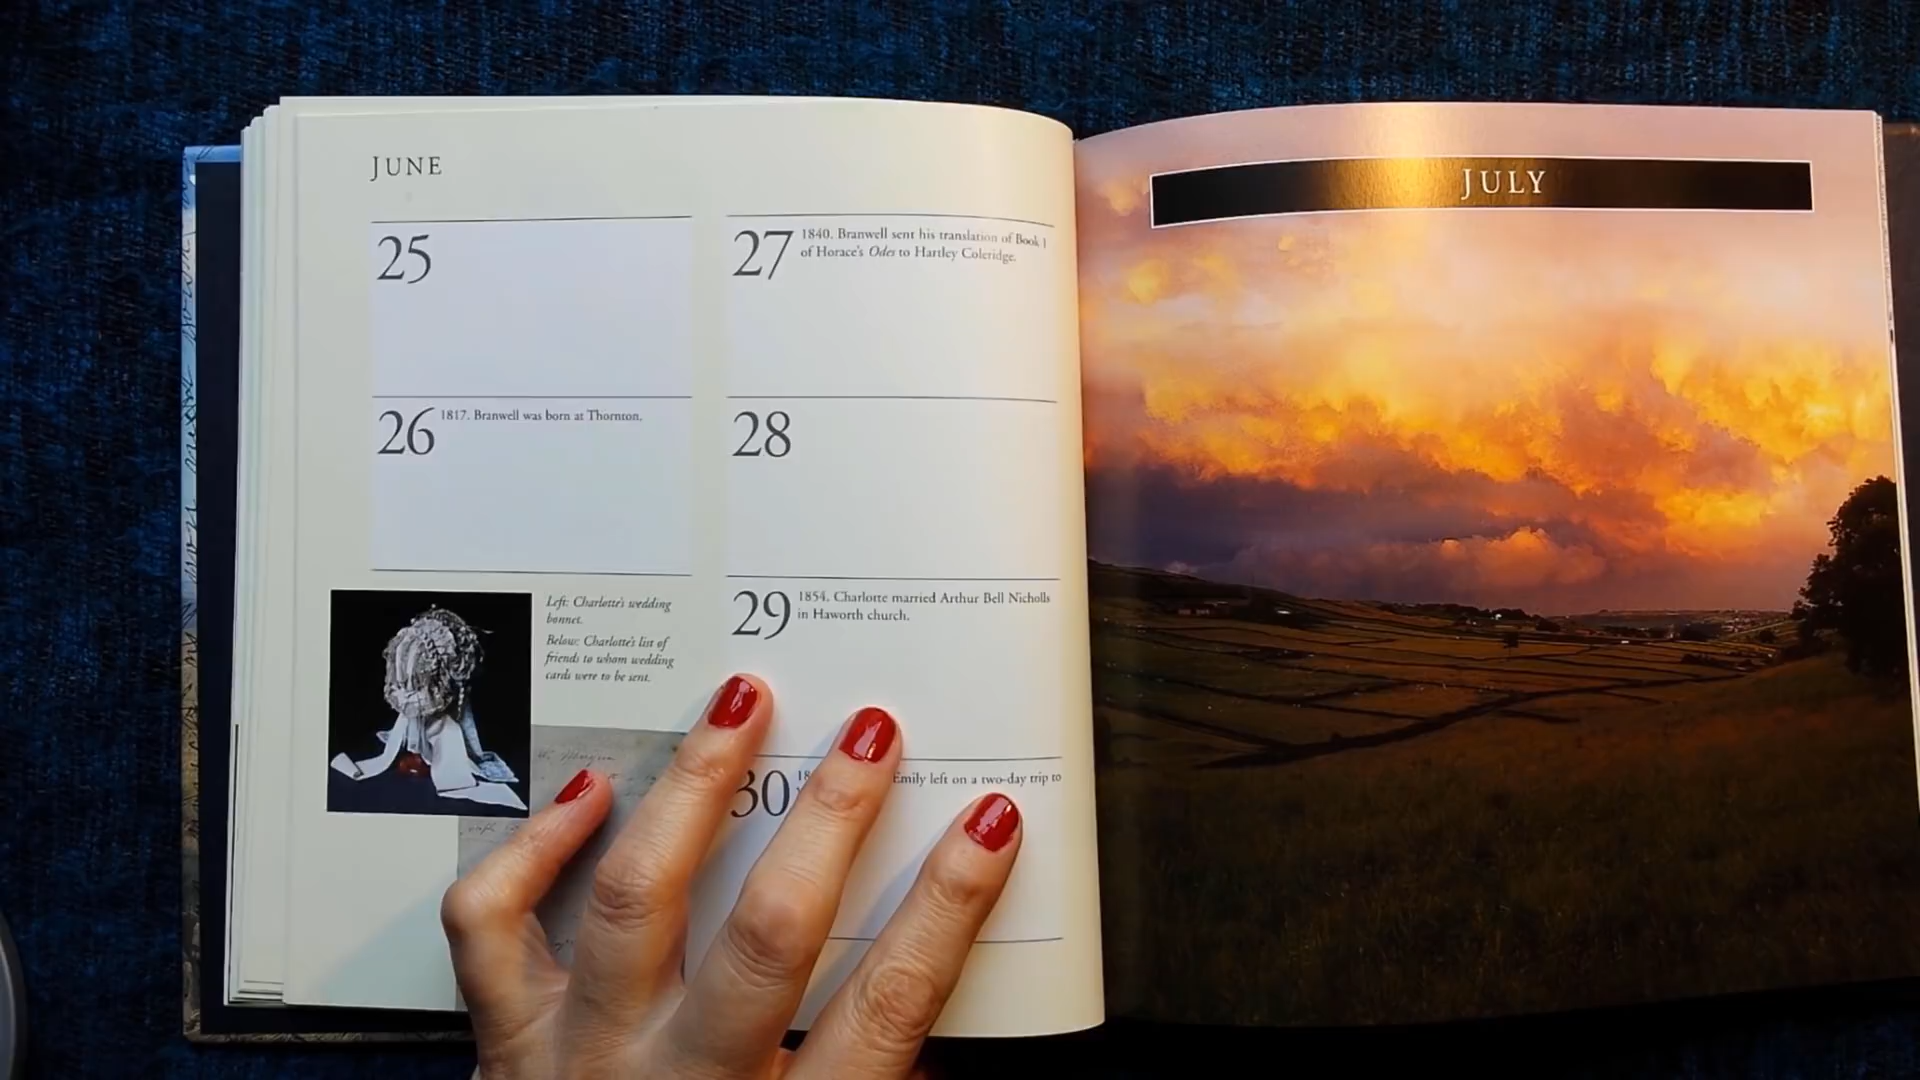 JUNE
25
26 1817. Branwell was born at Thornton.
Left: Charlotte's wedding
bonnet.
Below: Charlotte's list of
friends to whom wedding
cards were to be sent.
27 1840. Branwell sent his translation of Book 1
of Horace's Odes to Hartley Coleridge.
28
29 1854. Charlotte married Arthur Bell Nicholls
in Haworth church.
30 18 Emily left on a two-day trip to
JULY